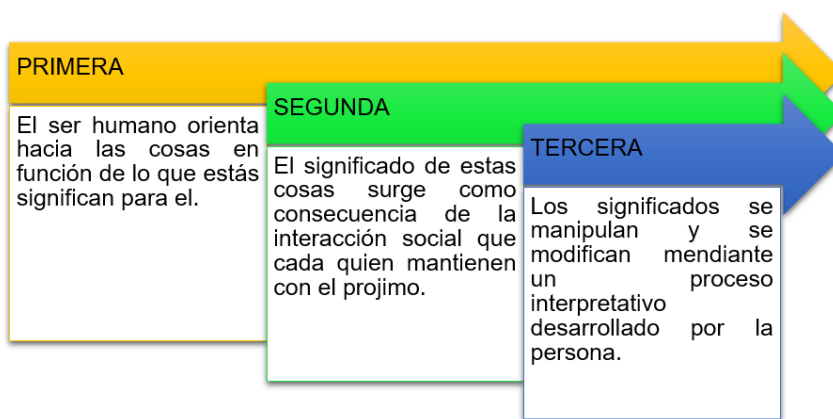 PRIMERA
El ser humano orienta
hacia las cosas en
función de lo que estás
significan para el.
SEGUNDA
El significado de estas
cosas surge como
consecuencia de la
interacción social que
cada quien mantienen
con el projimo.
TERCERA
Los significados se
manipulan y se
modifican mendiante
un proceso
interpretativo
desarrollado por la
persona.